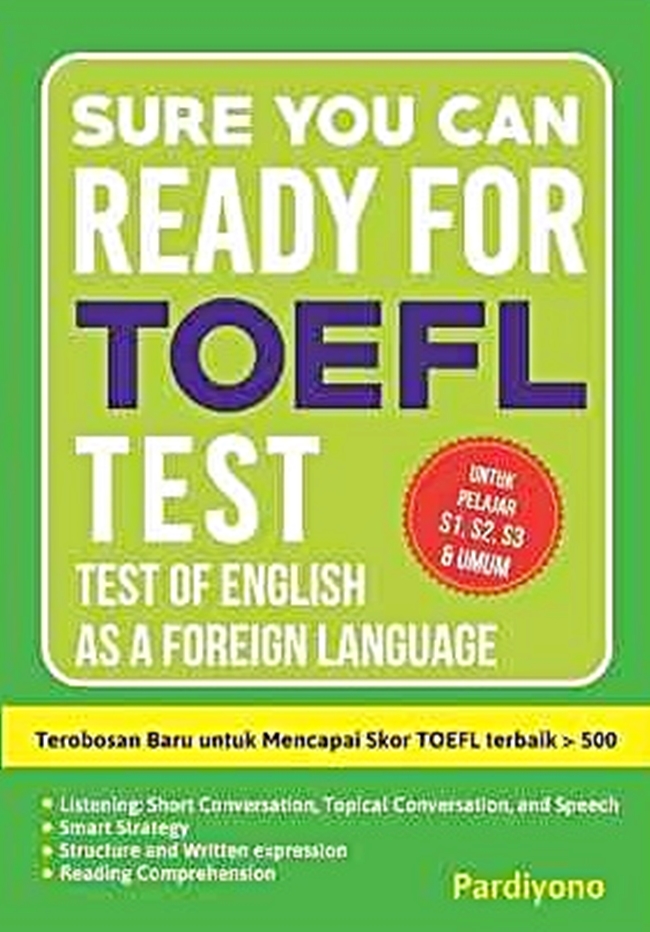 SURE YOU CAN
READY FOR
TOEFL
TEST
UNTUK
PELAJAR
S1, S2, S3
& UMUM
TEST OF ENGLISH
AS A FOREIGN LANGUAGE
Terobosan Baru untuk Mencapai Skor TOEFL terbaik > 500
• Listening: Short Conversation, Topical Conversation, and Speech
• Smart Strategy
• Structure and Written expression
• Reading Comprehension
Pardiyono